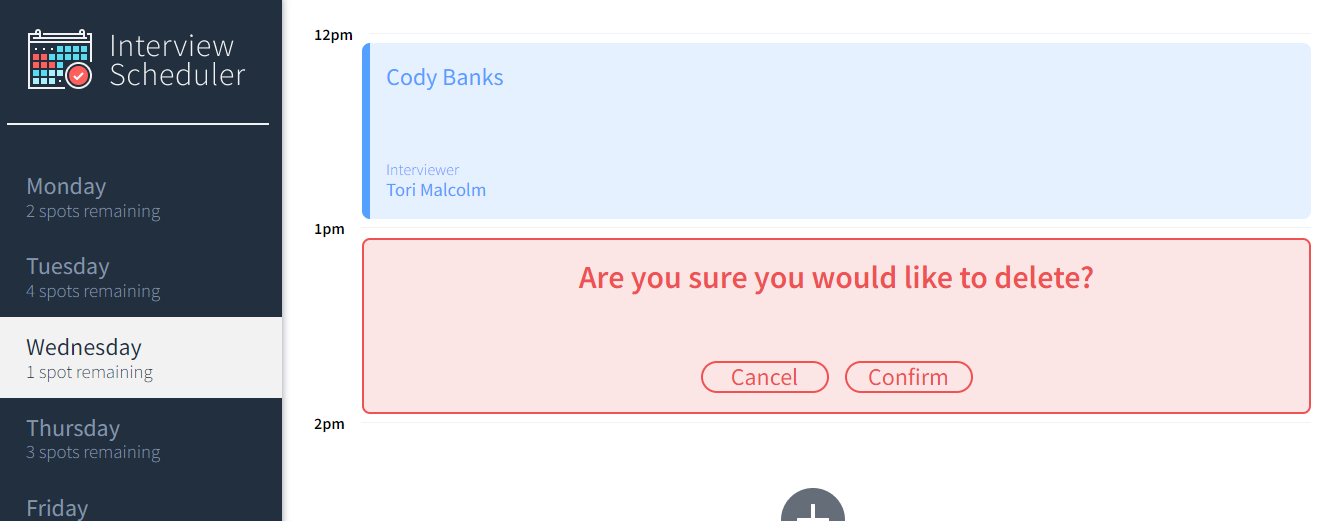 Interview
Scheduler
Monday
2 spots remaining
Tuesday
4 spots remaining
Wednesday
1 spot remaining
Thursday
3 spots remaining
Friday
12pm
Cody Banks
Interviewer
Tori Malcolm
1pm
Are you sure you would like to delete?
Cancel
Confirm
2pm